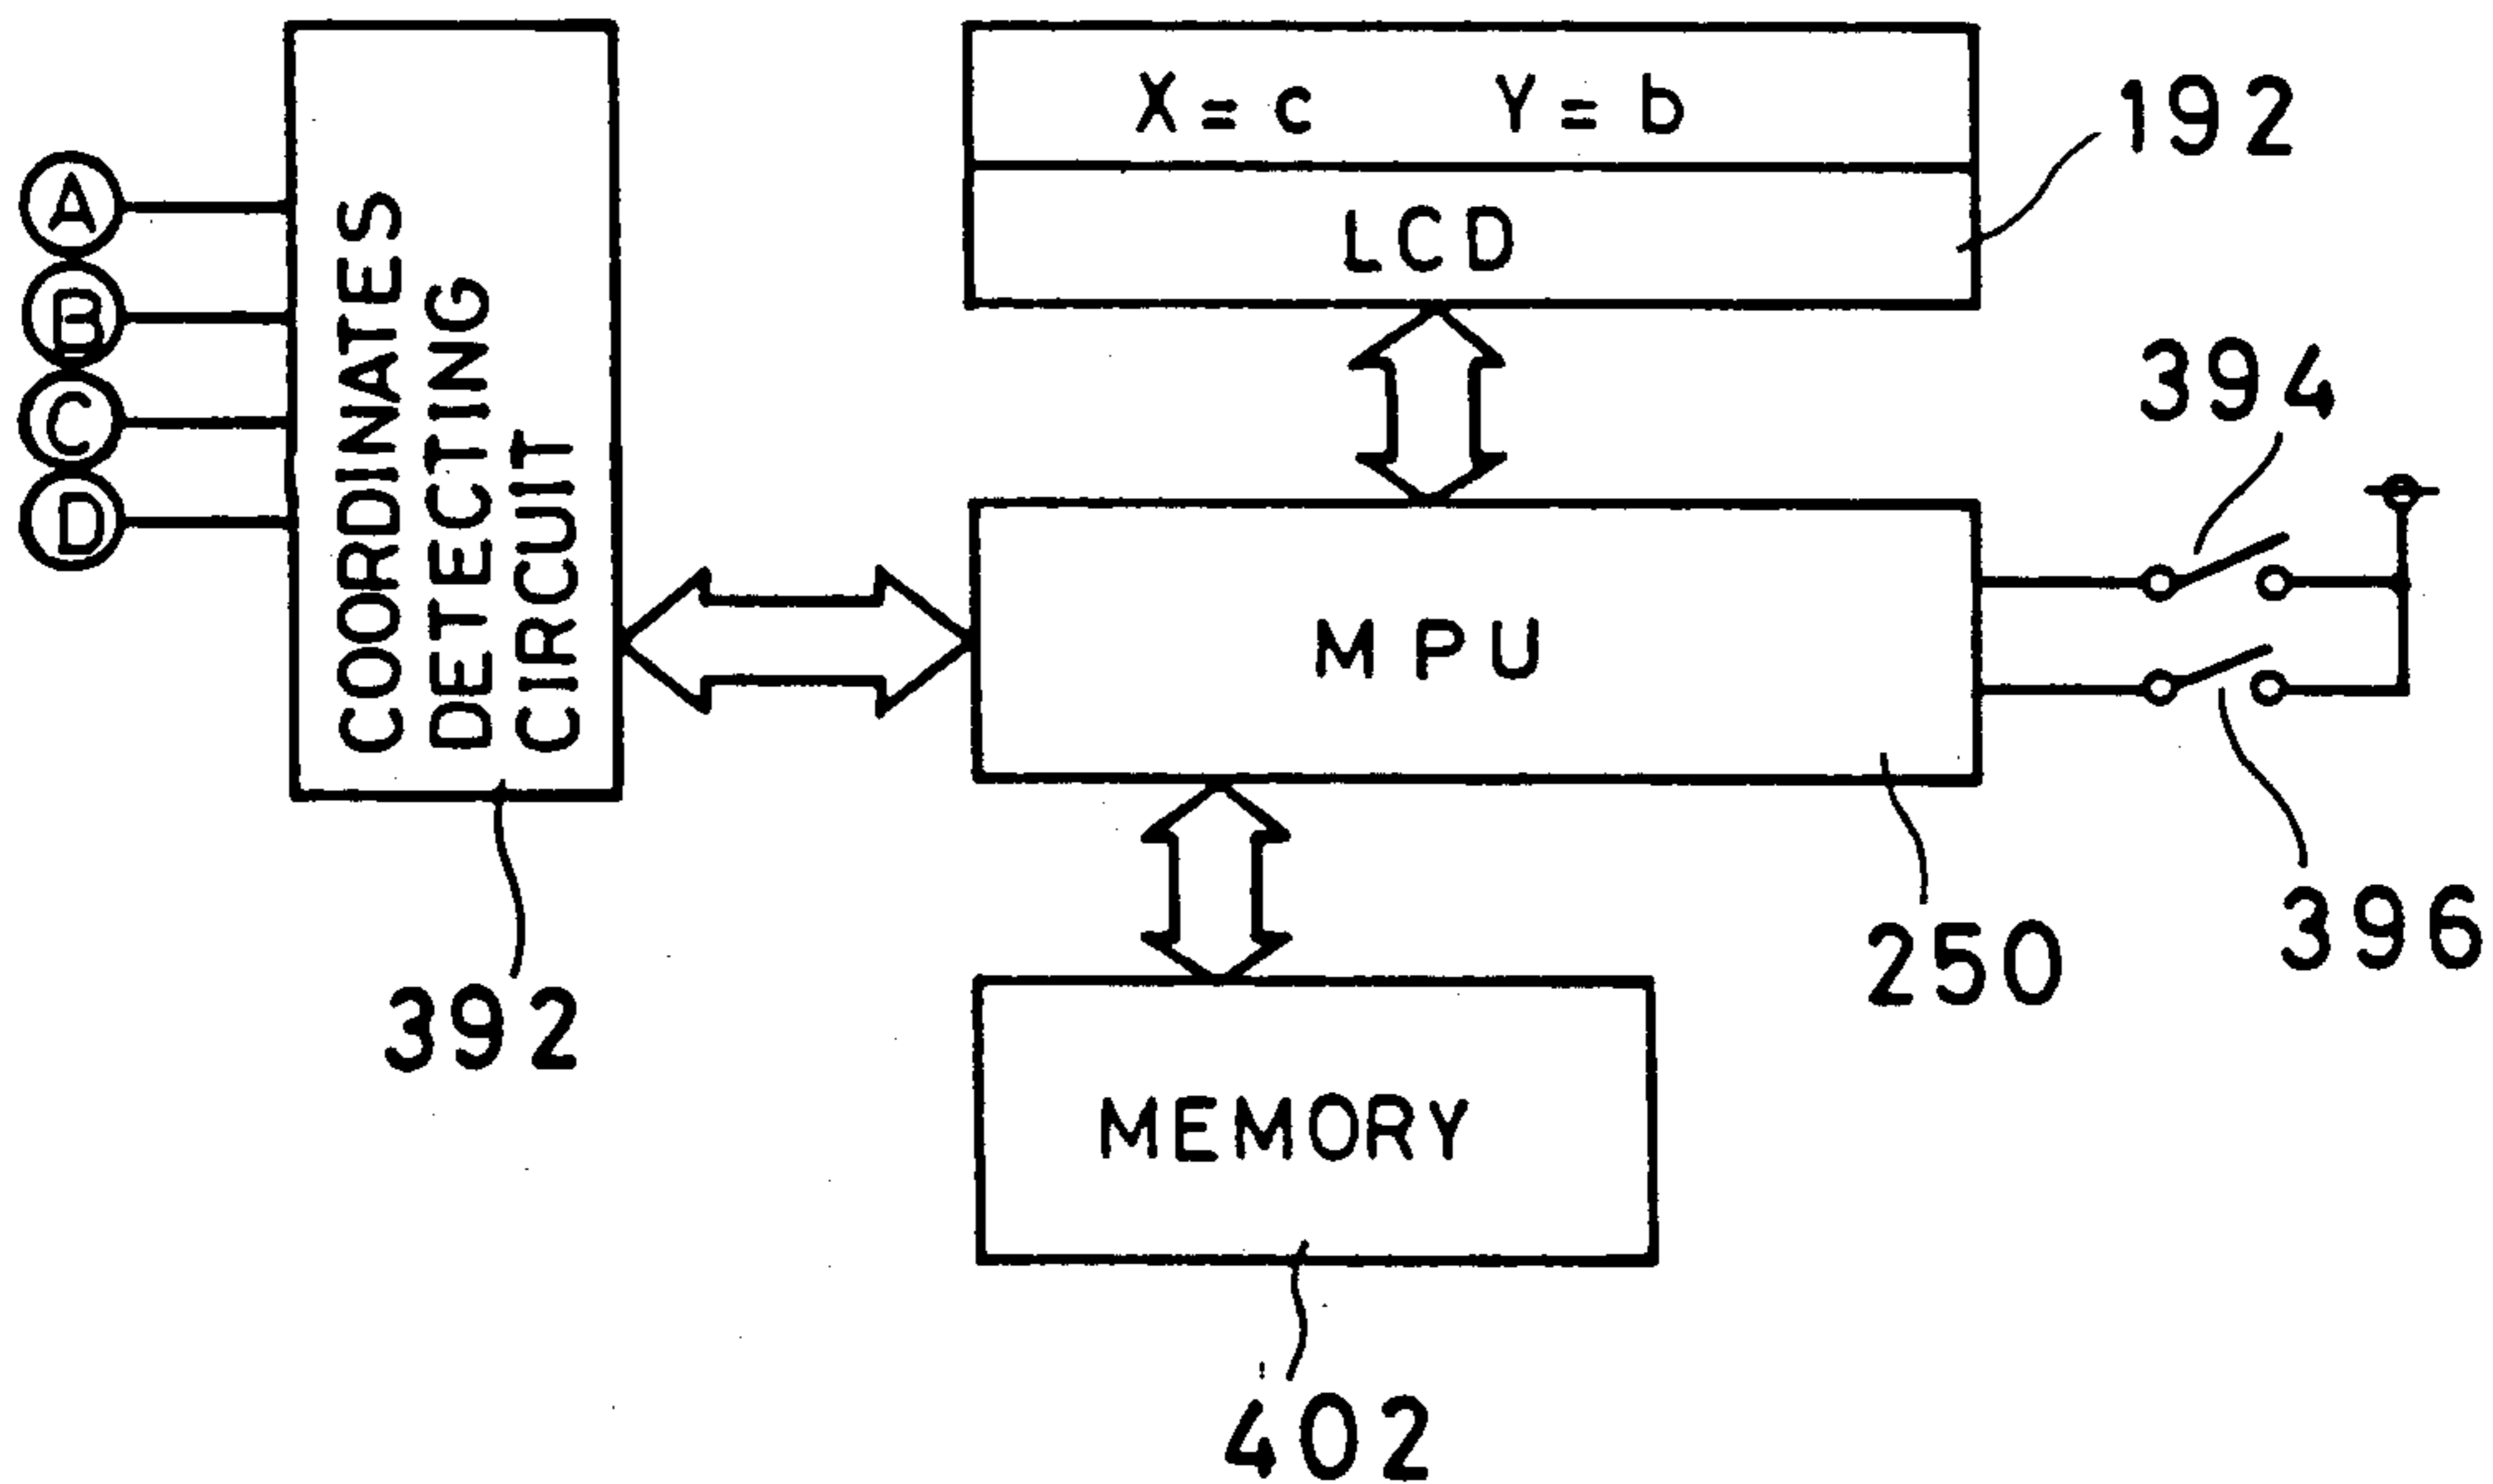 X = c Y = b
LCD
192
A
B
C
D
COORDINATES
DETECTING
CIRCUIT
394
MPU
396
250
392
MEMORY
402